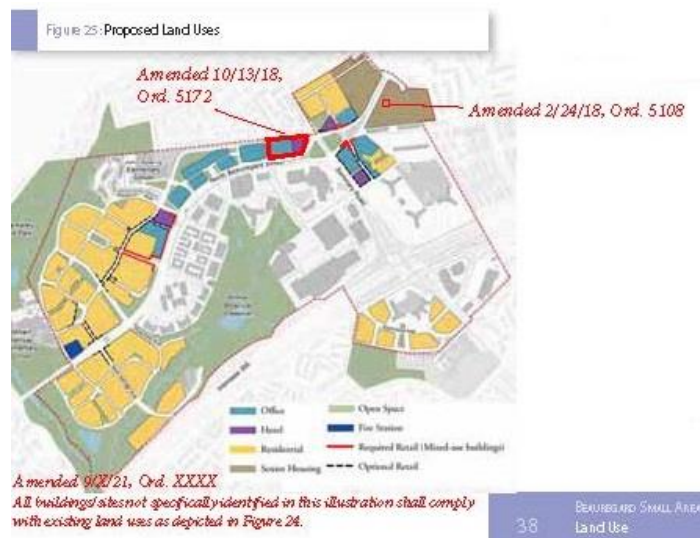 Figure 25: Proposed Land Uses
Amended 10/13/18,
Ord. 5172
Amended 2/24/18, Ord. 5108
Office
Hotel
Residential
Senior Housing
Open Space
Fire Station
Required Retail (Mixed-use buildings)
Optional Retail
Amended 9/X/21, Ord. XXXX
All buildings/sites not specifically identified in this illustration shall comply
with existing land uses as depicted in Figure 24.
38
BEAUREGARD SMALL AREA
Land Use